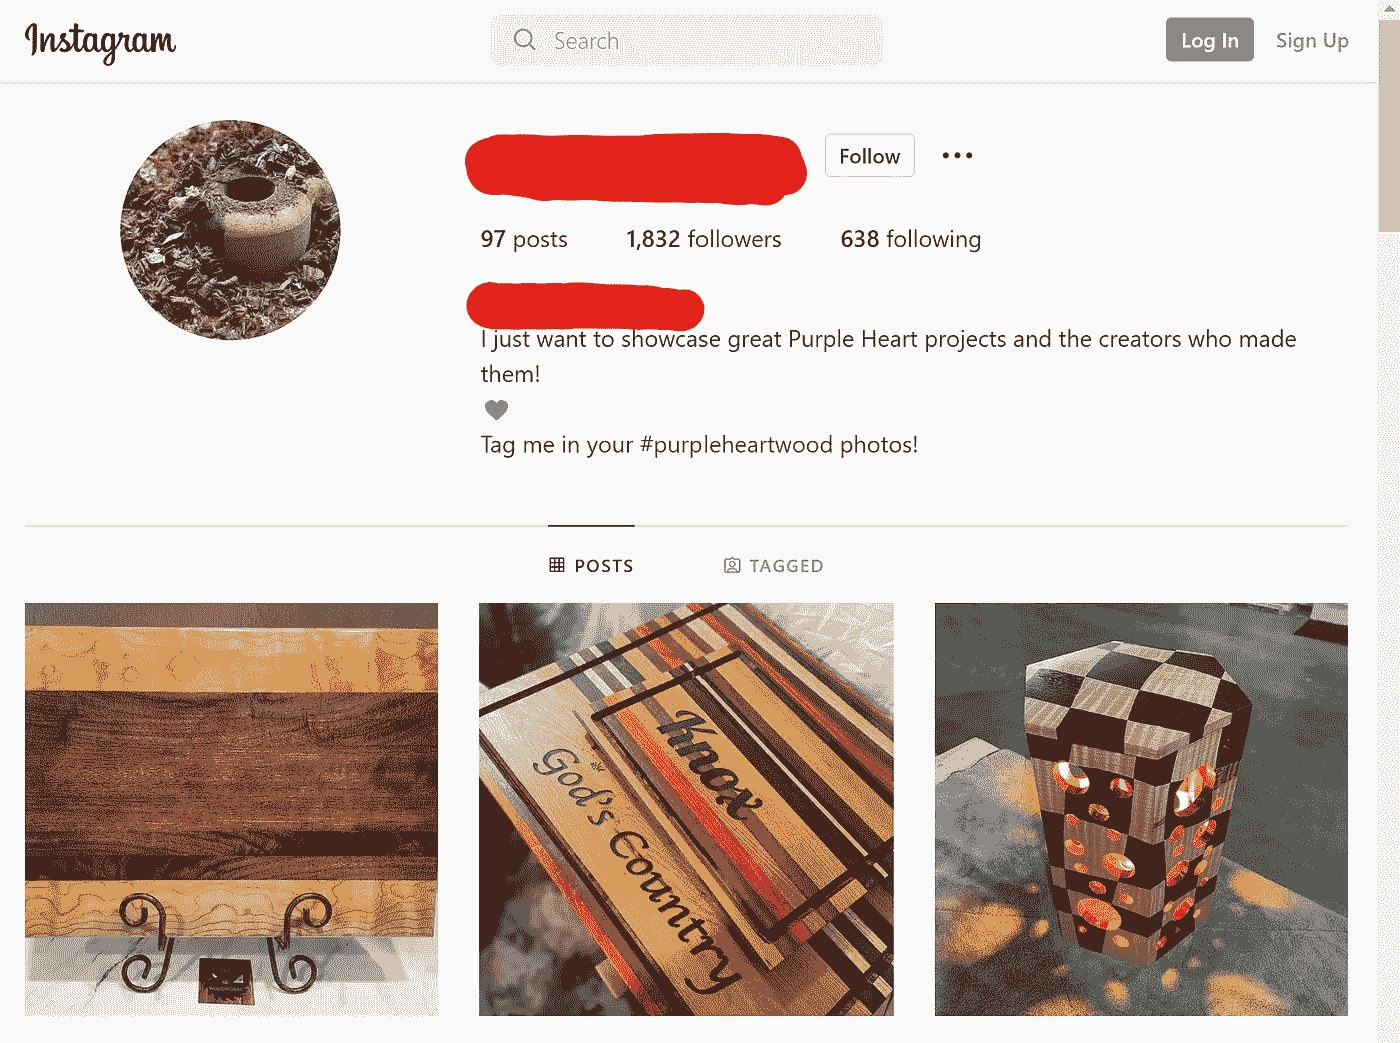 Instagram
Search
Log In
Sign Up
Follow
97 posts
1,832 followers
638 following
I just want to showcase great Purple Heart projects and the creators who made
them!
Tag me in your #purpleheartwood photos!
POSTS
TAGGED
Knox
God's Country
WOODWORKS